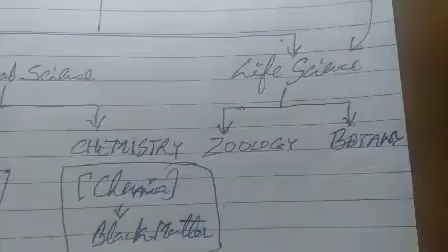 al Science Life Science
CHEMISTRY ZOOLOGY BOTANY
[Chemia]
Black Matter